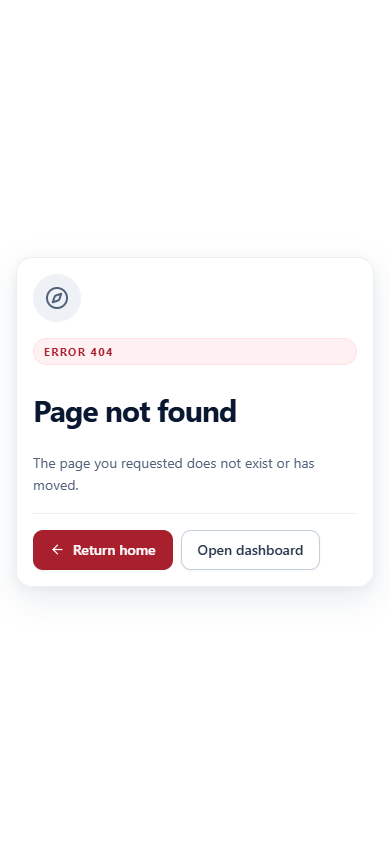 ERROR 404
Page not found
The page you requested does not exist or has
moved.
Return home
Open dashboard